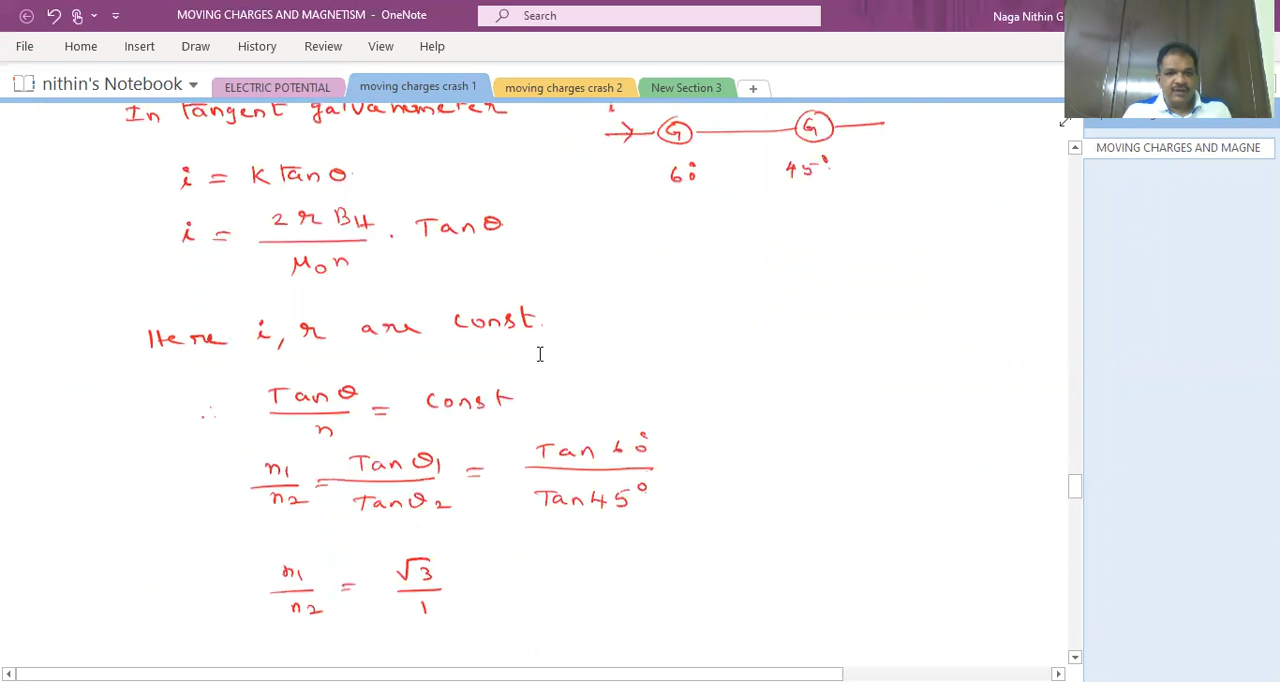 MOVING CHARGES AND MAGNETISM - OneNote
Search
Naga Nithin G
File Home Insert Draw History Review View Help
nithin's Notebook
ELECTRIC POTENTIAL
moving charges crash 1
moving charges crash 2
New Section 3
MOVING CHARGES AND MAGNE
In Tangent galvanometer
i
G G
60° 45°
i = K Tan θ
i = 2 r B_H / μ₀ n . Tan θ
Here i, r are const.
∴ Tan θ / n = const
n₁ / n₂ = Tan θ₁ / Tan θ₂ = Tan 60° / Tan 45°
n₁ / n₂ = √3 / 1